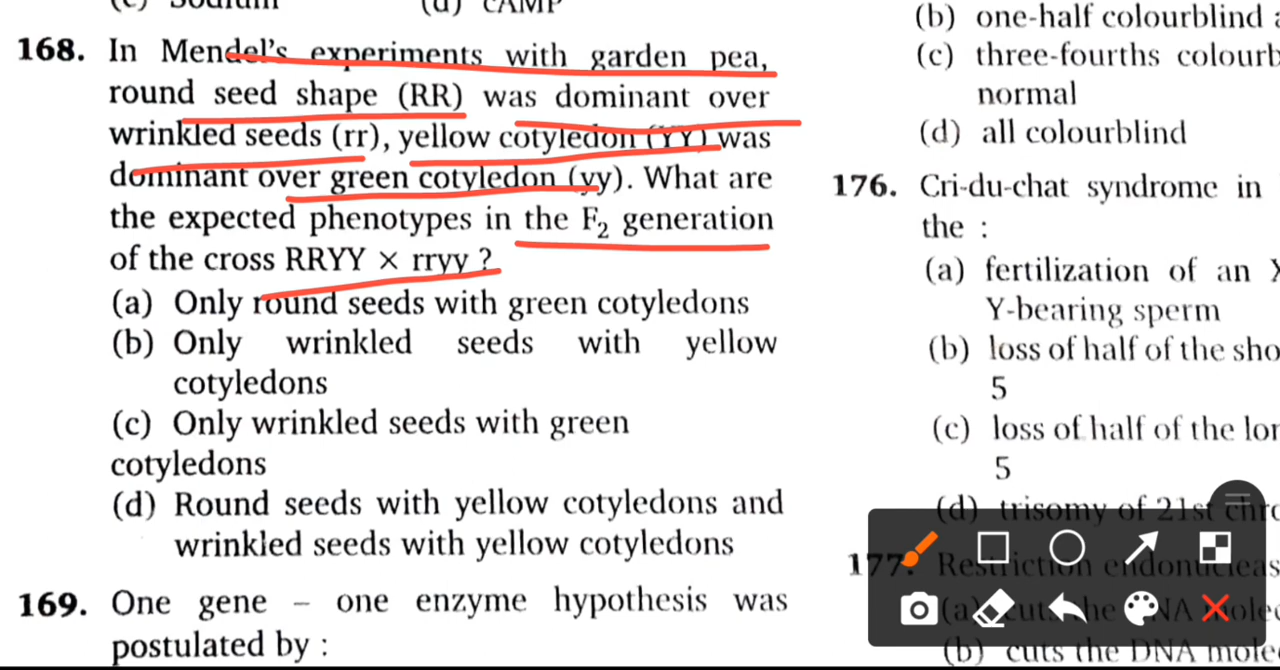 (d) CAMP
168. In Mendel's experiments with garden pea,
round seed shape (RR) was dominant over
wrinkled seeds (rr), yellow cotyledon (YY) was
dominant over green cotyledon (yy). What are
the expected phenotypes in the F₂ generation
of the cross RRYY × rryy ?
(a) Only round seeds with green cotyledons
(b) Only wrinkled seeds with yellow
cotyledons
(c) Only wrinkled seeds with green
cotyledons
(d) Round seeds with yellow cotyledons and
wrinkled seeds with yellow cotyledons
169. One gene – one enzyme hypothesis was
postulated by :
(b) one-half colourblind
(c) three-fourths
normal
(d) all colourblind
176. Cri-du-chat syndrome in
the :
(a) fertilization of an
Y-bearing sperm
(b) loss of half of the
5
(c) loss of half of the
5
(d) trisomy of 21st
177.
(a) cuts the DNA
(b) cuts the DNA